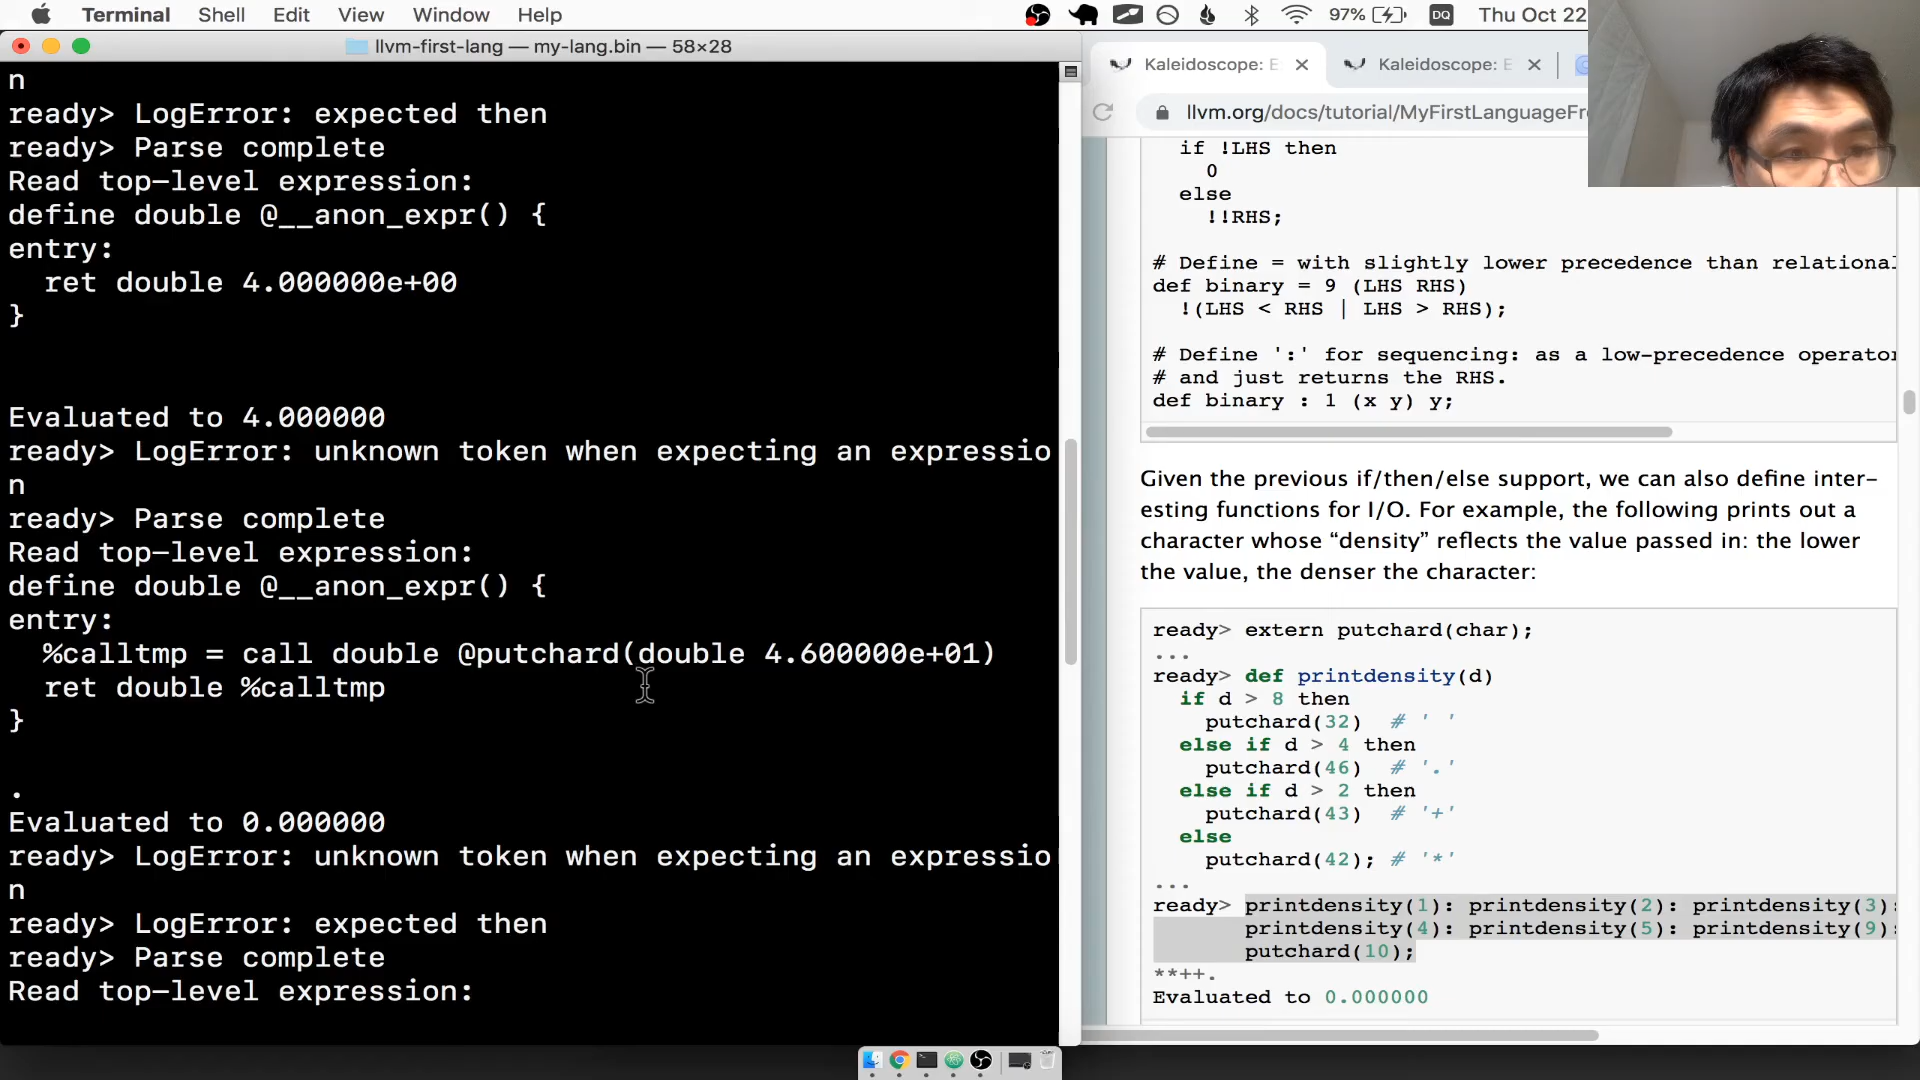 Terminal Shell Edit View Window Help 97% DQ Thu Oct 22
llvm-first-lang — my-lang.bin — 58×28
n
ready> LogError: expected then
ready> Parse complete
Read top-level expression:
define double @__anon_expr() {
entry:
  ret double 4.000000e+00
}
Evaluated to 4.000000
ready> LogError: unknown token when expecting an expressio
n
ready> Parse complete
Read top-level expression:
define double @__anon_expr() {
entry:
  %calltmp = call double @putchard(double 4.600000e+01)
  ret double %calltmp
}
.
Evaluated to 0.000000
ready> LogError: unknown token when expecting an expressio
n
ready> LogError: expected then
ready> Parse complete
Read top-level expression:
Kaleidoscope: E Kaleidoscope: E
llvm.org/docs/tutorial/MyFirstLanguageFr
if !LHS then
0
else
!!RHS;
# Define = with slightly lower precedence than relational
def binary = 9 (LHS RHS)
!(LHS < RHS | LHS > RHS);
# Define ':' for sequencing: as a low-precedence operator
# and just returns the RHS.
def binary : 1 (x y) y;
Given the previous if/then/else support, we can also define inter-
esting functions for I/O. For example, the following prints out a
character whose “density” reflects the value passed in: the lower
the value, the denser the character:
ready> extern putchard(char);
...
ready> def printdensity(d)
if d > 8 then
putchard(32)  # ' '
else if d > 4 then
putchard(46)  # '.'
else if d > 2 then
putchard(43)  # '+'
else
putchard(42); # '*'
...
ready> printdensity(1): printdensity(2): printdensity(3):
printdensity(4): printdensity(5): printdensity(9):
putchard(10);
**++.
Evaluated to 0.000000